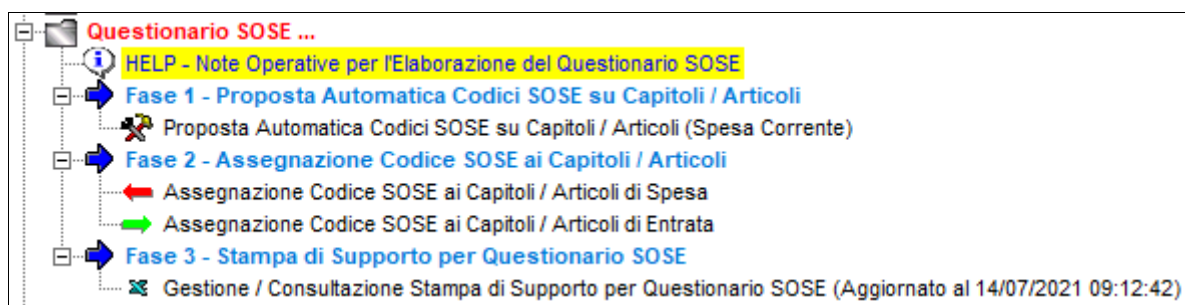 Questionario SOSE ...
HELP - Note Operative per l'Elaborazione del Questionario SOSE
Fase 1 - Proposta Automatica Codici SOSE su Capitoli / Articoli
Proposta Automatica Codici SOSE su Capitoli / Articoli (Spesa Corrente)
Fase 2 - Assegnazione Codice SOSE ai Capitoli / Articoli
Assegnazione Codice SOSE ai Capitoli / Articoli di Spesa
Assegnazione Codice SOSE ai Capitoli / Articoli di Entrata
Fase 3 - Stampa di Supporto per Questionario SOSE
Gestione / Consultazione Stampa di Supporto per Questionario SOSE (Aggiornato al 14/07/2021 09:12:42)